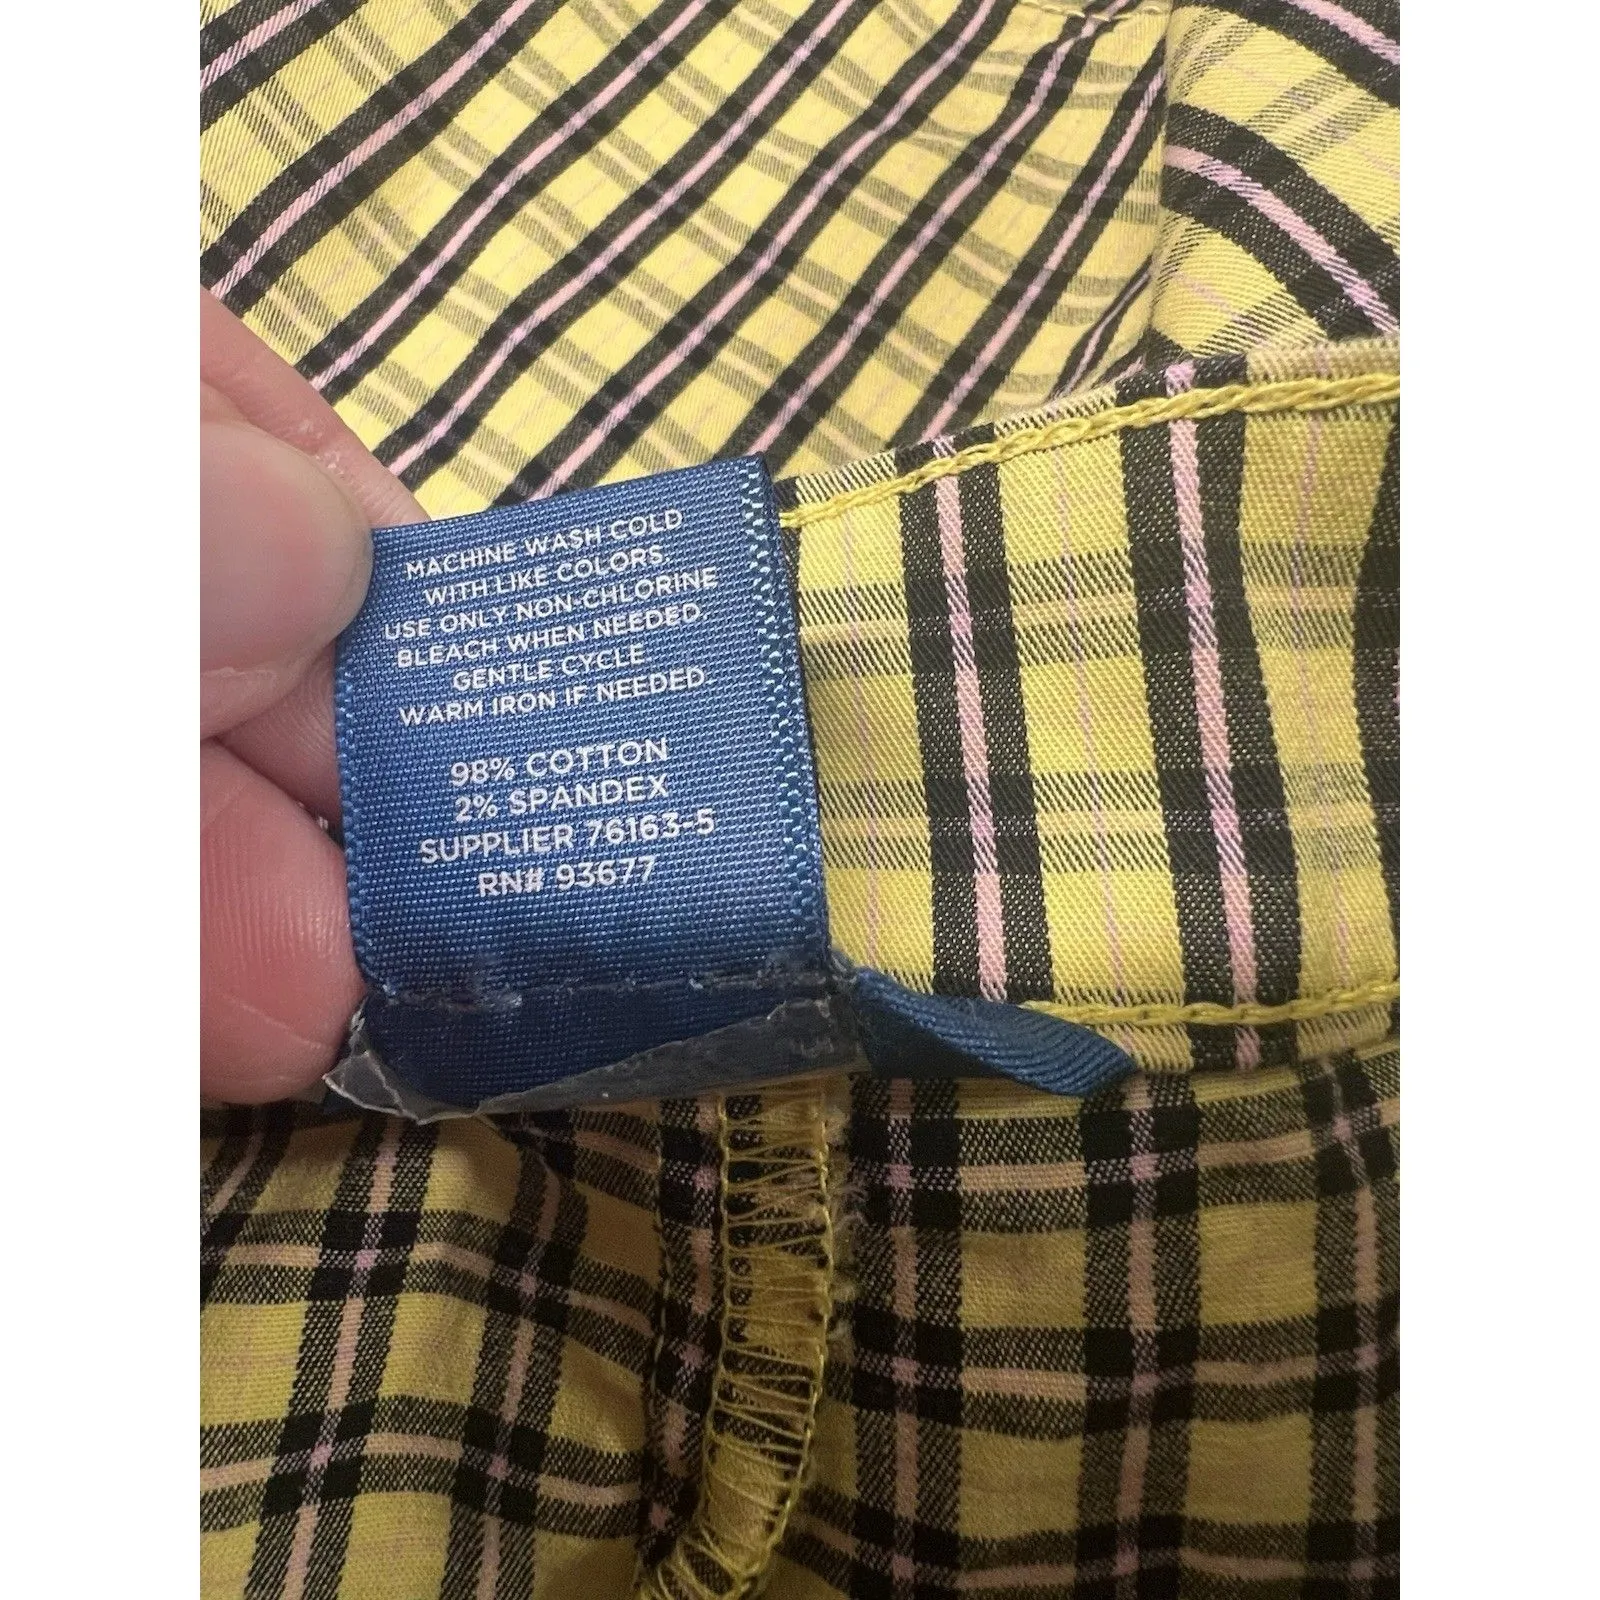 MACHINE WASH COLD
WITH LIKE COLORS.
USE ONLY NON-CHLORINE
BLEACH WHEN NEEDED.
GENTLE CYCLE
WARM IRON IF NEEDED
98% COTTON
2% SPANDEX
SUPPLIER 76163-5
RN# 93677